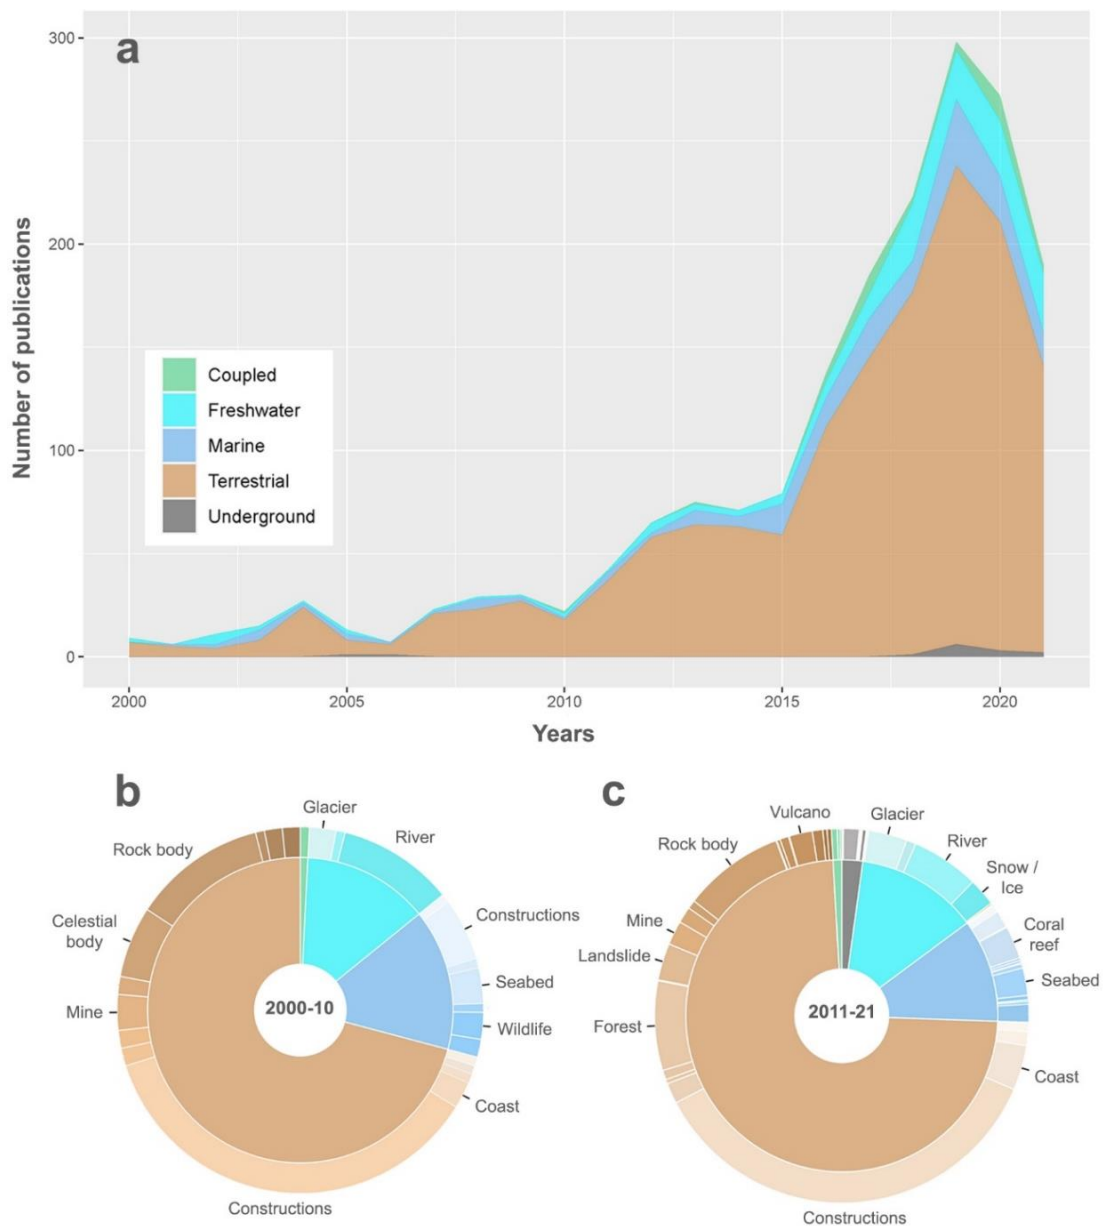 a
300
200
100
0
Number of publications
Coupled
Freshwater
Marine
Terrestrial
Underground
2000
2005
2010
2015
2020
Years
b
Glacier
River
Rock body
Constructions
Celestial
body
Seabed
Mine
Wildlife
Coast
Constructions
2000-10
c
Vulcano
Glacier
River
Rock body
Snow /
Ice
Mine
Coral
reef
Landslide
Seabed
Forest
Coast
Constructions
2011-21